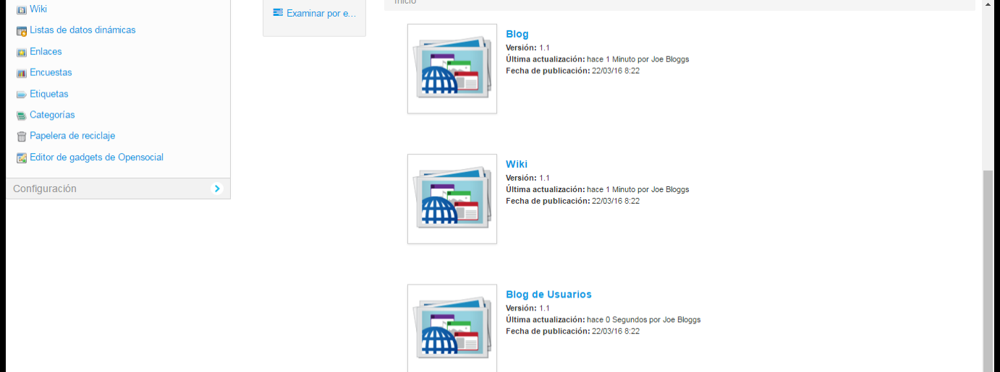 Wiki
Listas de datos dinámicas
Enlaces
Encuestas
Etiquetas
Categorías
Papelera de reciclaje
Editor de gadgets de Opensocial
Configuración
Examinar por e...
Inicio
Blog
Versión: 1.1
Última actualización: hace 1 Minuto por Joe Bloggs
Fecha de publicación: 22/03/16 8:22
Wiki
Versión: 1.1
Última actualización: hace 1 Minuto por Joe Bloggs
Fecha de publicación: 22/03/16 8:22
Blog de Usuarios
Versión: 1.1
Última actualización: hace 0 Segundos por Joe Bloggs
Fecha de publicación: 22/03/16 8:22